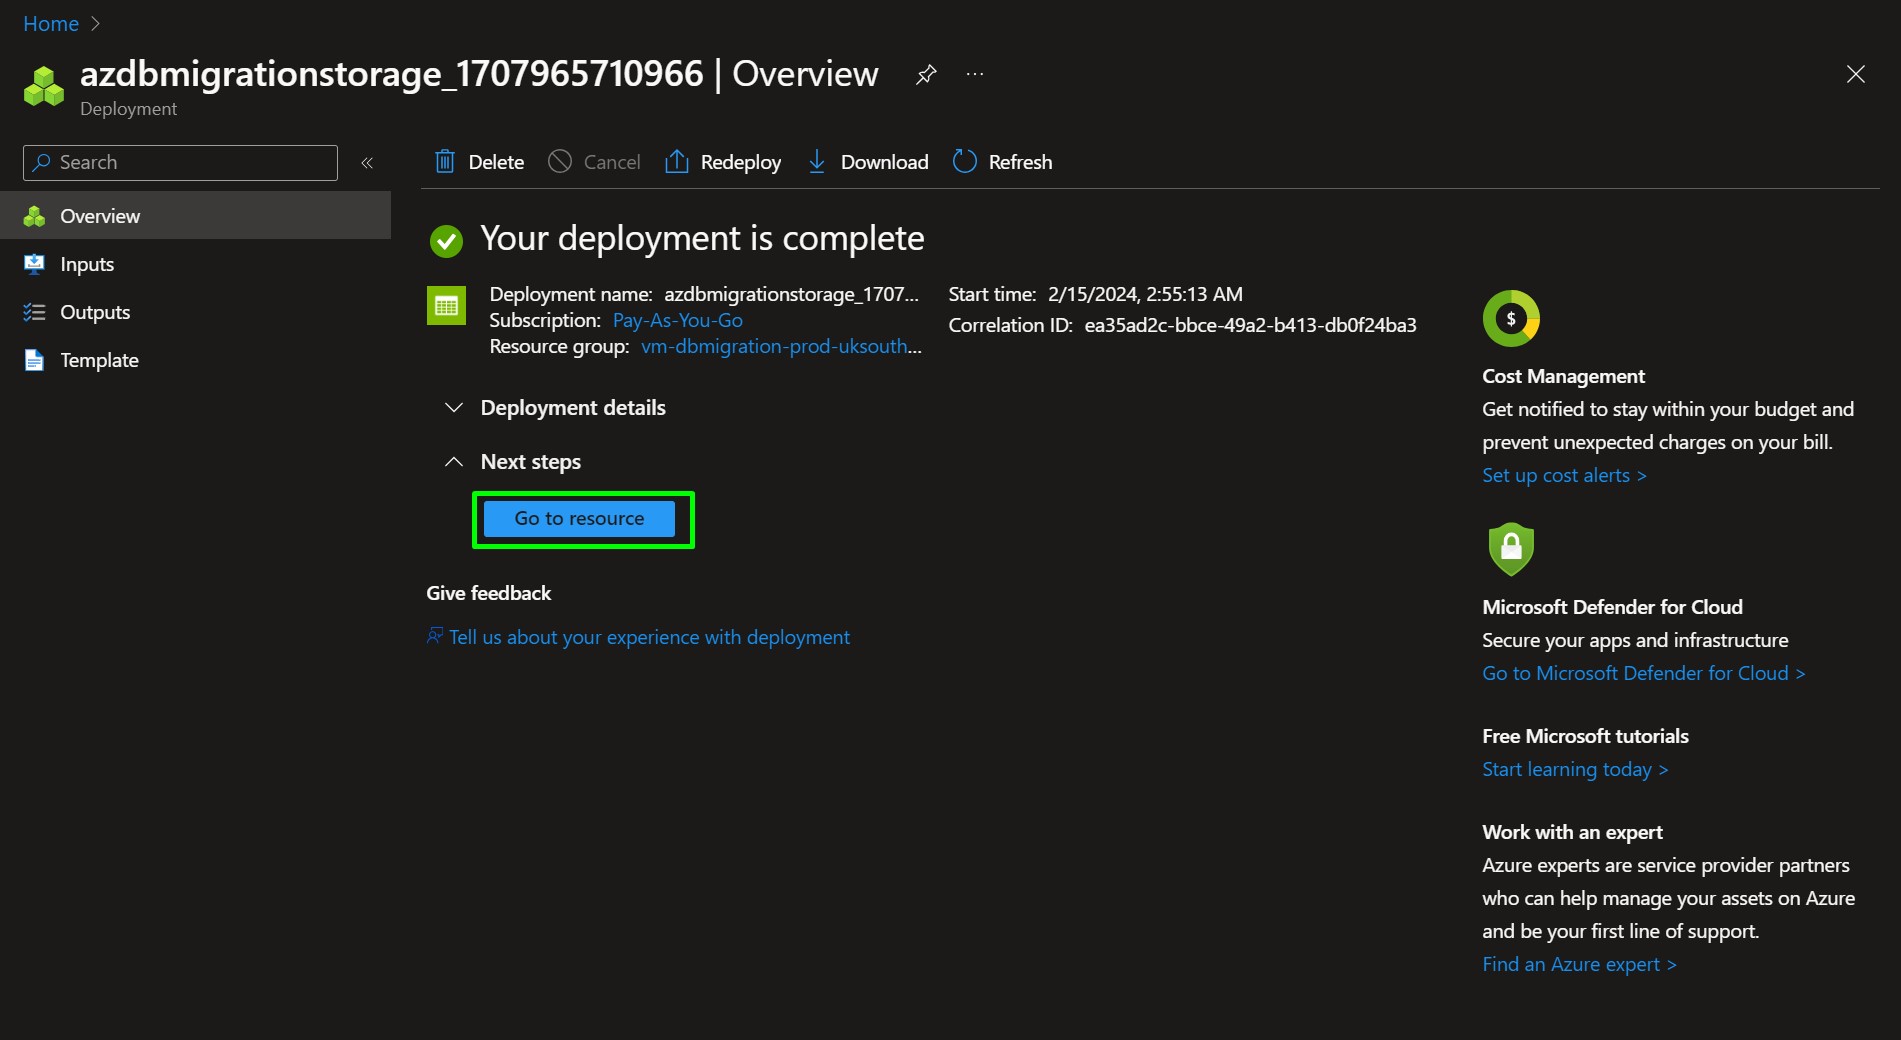 Home >
azdbmigrationstorage_1707965710966 | Overview ...
Deployment
Search «
Delete Cancel Redeploy Download Refresh
Overview
Inputs
Outputs
Template
Your deployment is complete
Deployment name: azdbmigrationstorage_1707...
Subscription: Pay-As-You-Go
Resource group: vm-dbmigration-prod-uksouth...
Start time: 2/15/2024, 2:55:13 AM
Correlation ID: ea35ad2c-bbce-49a2-b413-db0f24ba3
Deployment details
Next steps
Go to resource
Give feedback
Tell us about your experience with deployment
$
Cost Management
Get notified to stay within your budget and
prevent unexpected charges on your bill.
Set up cost alerts >
Microsoft Defender for Cloud
Secure your apps and infrastructure
Go to Microsoft Defender for Cloud >
Free Microsoft tutorials
Start learning today >
Work with an expert
Azure experts are service provider partners
who can help manage your assets on Azure
and be your first line of support.
Find an Azure expert >